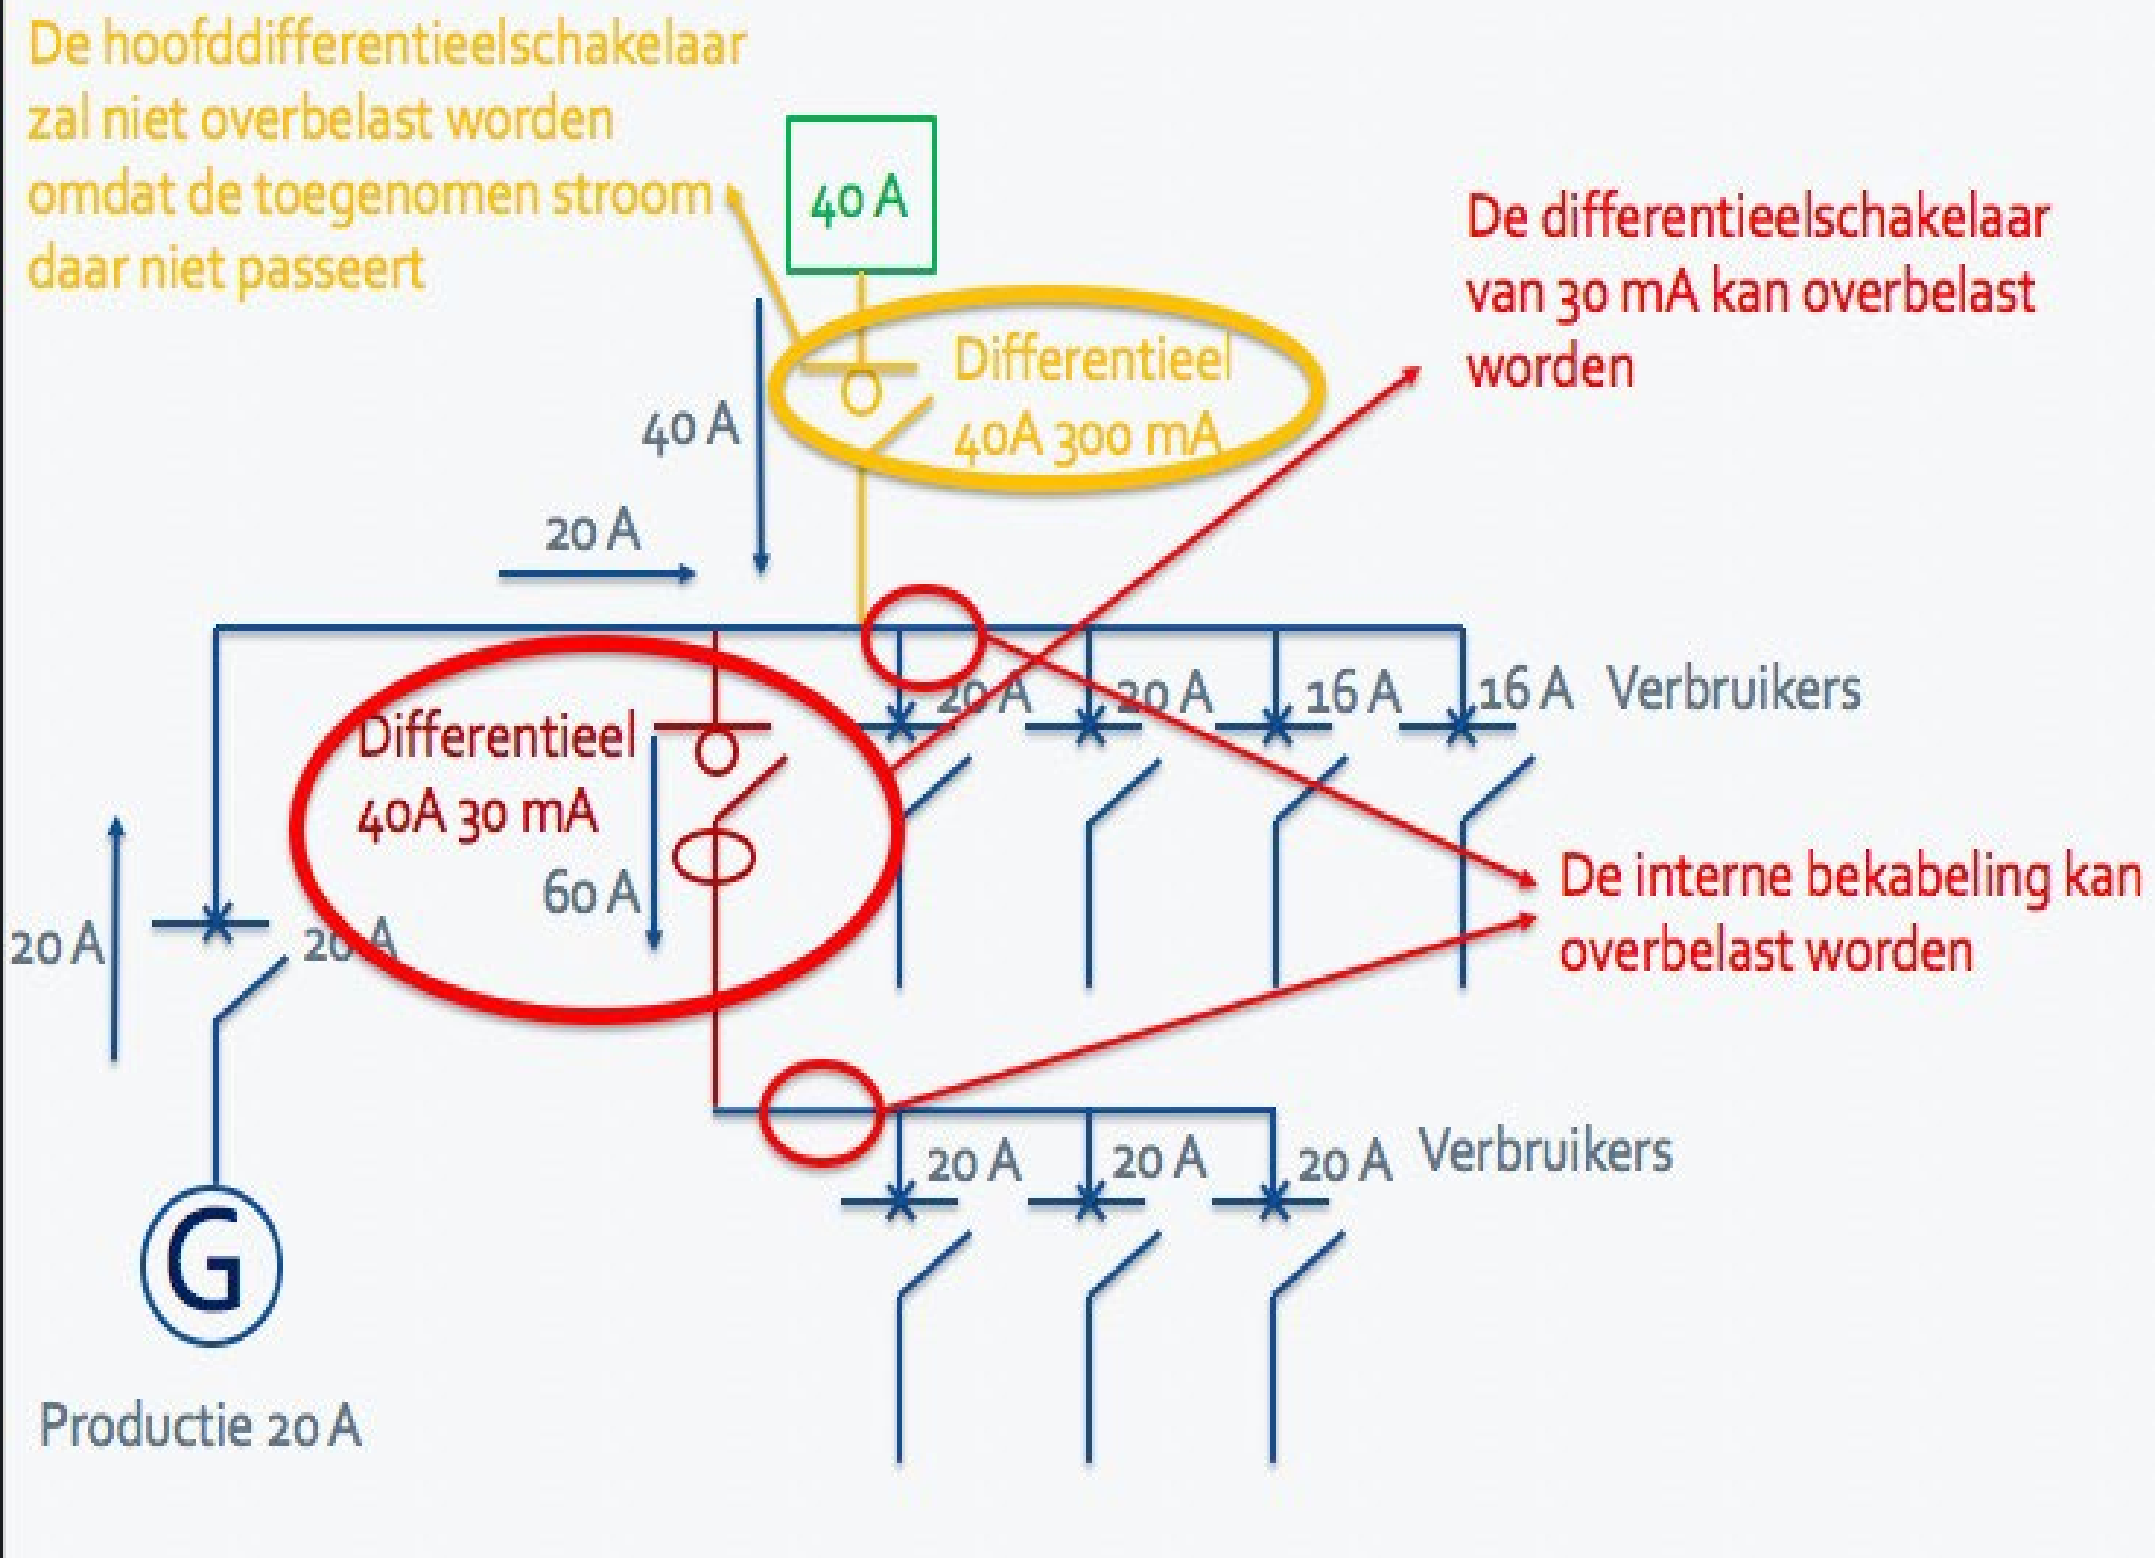 De hoofddifferentieelschakelaar
zal niet overbelast worden
omdat de toegenomen stroom
daar niet passeert
40 A
De differentieelschakelaar
van 30 mA kan overbelast
worden
Differentieel
40A 300 mA
40 A
20 A
20 A
20 A
16 A
16 A
Verbruikers
Differentieel
40A 30 mA
60 A
De interne bekabeling kan
overbelast worden
20 A
20 A
20 A
20 A
20 A
Verbruikers
G
Productie 20 A